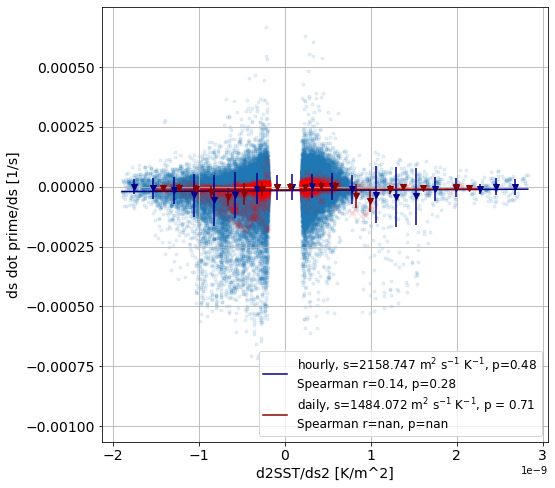 0.00050
0.00025
0.00000
−0.00025
−0.00050
−0.00075
−0.00100
ds dot prime/ds [1/s]
hourly, s=2158.747 m² s⁻¹ K⁻¹, p=0.48
Spearman r=0.14, p=0.28
daily, s=1484.072 m² s⁻¹ K⁻¹, p = 0.71
Spearman r=nan, p=nan
−2 −1 0 1 2 3
1e−9
d2SST/ds2 [K/m^2]